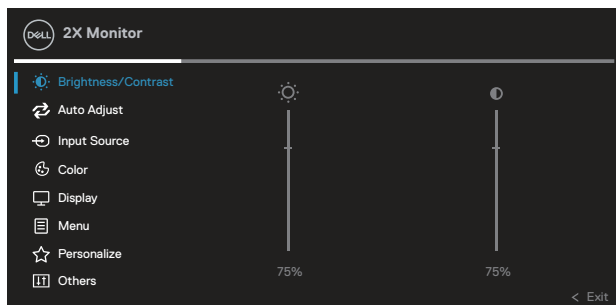 DELL 2X Monitor
Brightness/Contrast
Auto Adjust
Input Source
Color
Display
Menu
Personalize
Others
75%
75%
< Exit